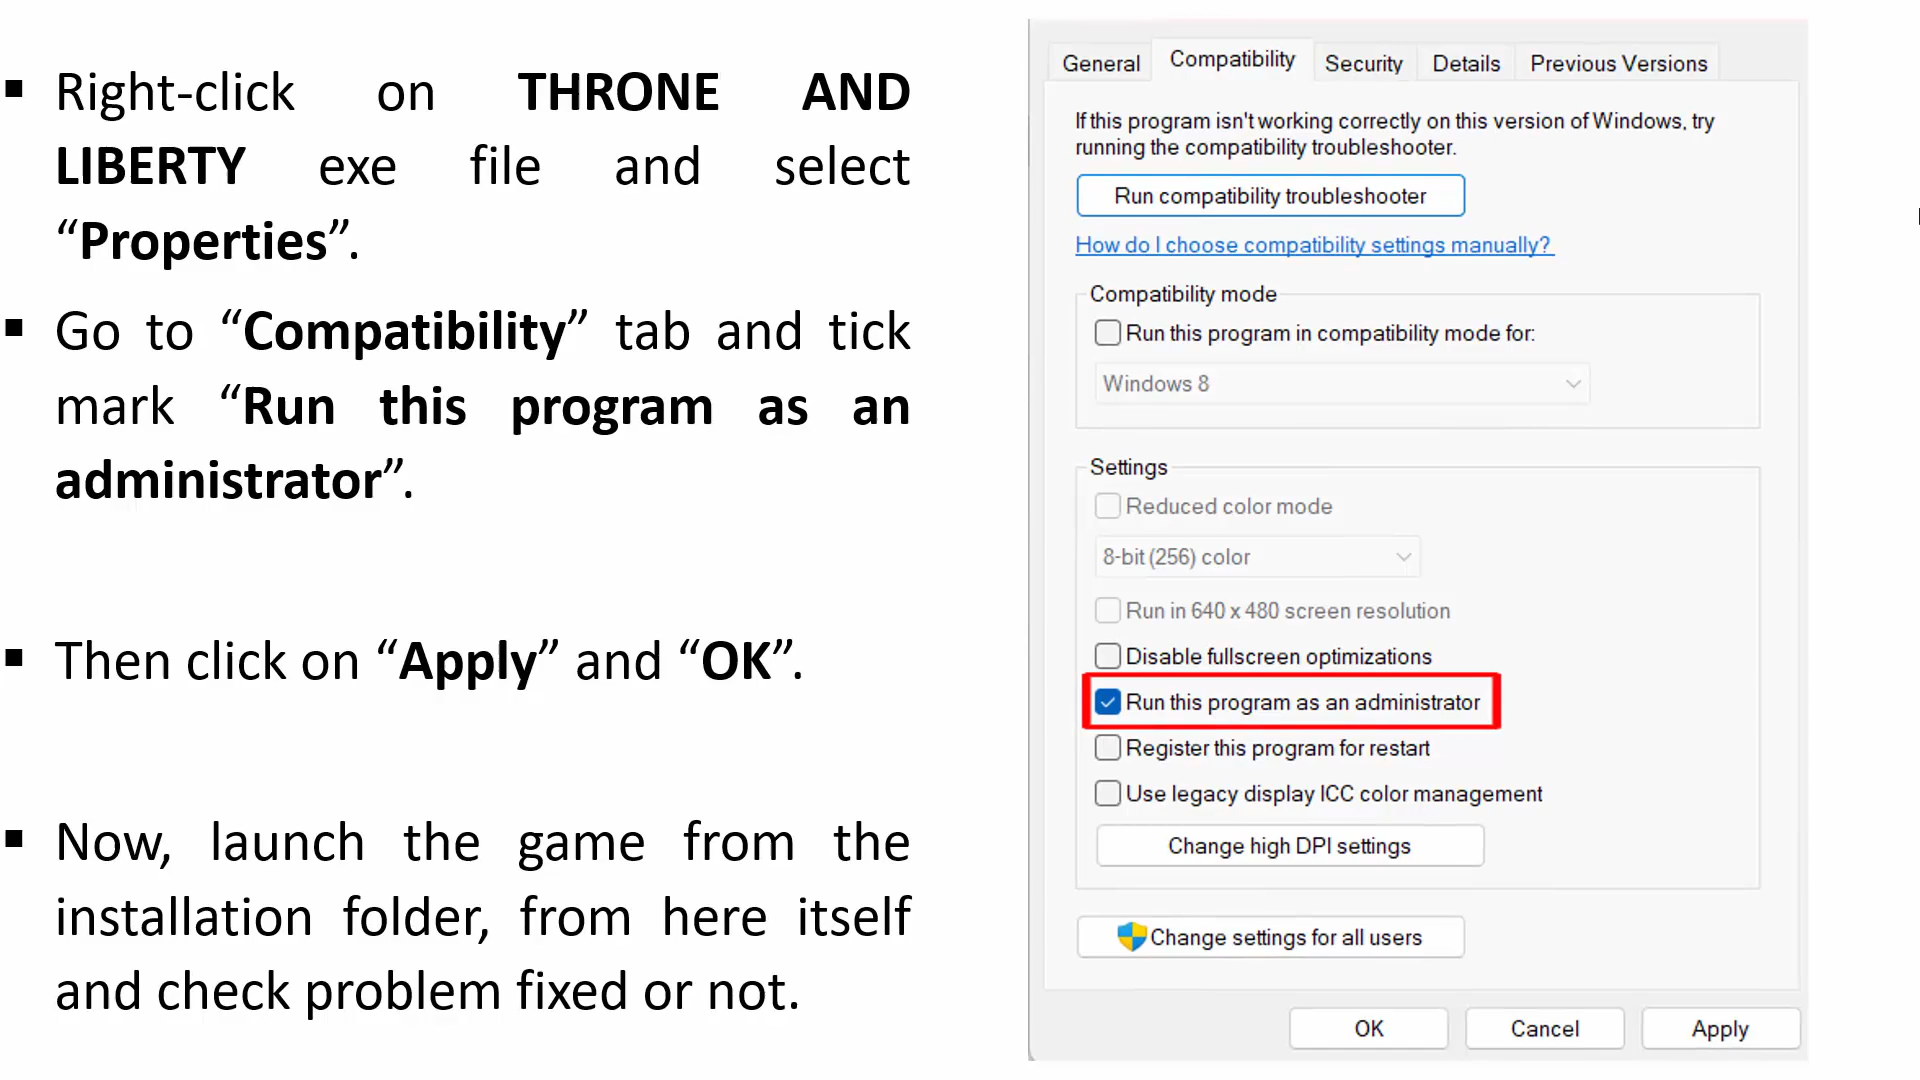 ▪ Right-click on THRONE AND
LIBERTY exe file and select
“Properties”.
▪ Go to “Compatibility” tab and tick
mark “Run this program as an
administrator”.
▪ Then click on “Apply” and “OK”.
▪ Now, launch the game from the
installation folder, from here itself
and check problem fixed or not.
General Compatibility Security Details Previous Versions
If this program isn't working correctly on this version of Windows, try
running the compatibility troubleshooter.
Run compatibility troubleshooter
How do I choose compatibility settings manually?
Compatibility mode
Run this program in compatibility mode for:
Windows 8
Settings
Reduced color mode
8-bit (256) color
Run in 640 x 480 screen resolution
Disable fullscreen optimizations
Run this program as an administrator
Register this program for restart
Use legacy display ICC color management
Change high DPI settings
Change settings for all users
OK Cancel Apply